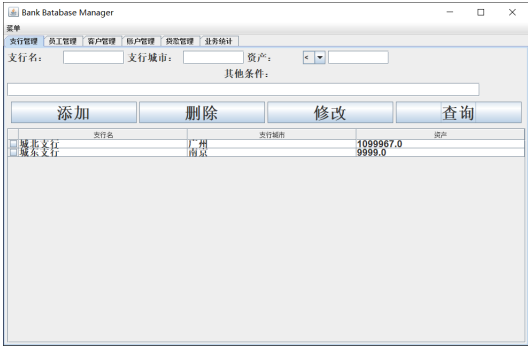 Bank Batabase Manager
菜单
支行管理 员工管理 客户管理 账户管理 贷款管理 业务统计
支行名： 支行城市： 资产： <
其他条件：
添加 删除 修改 查询
支行名 支行城市 资产
城北支行 广州 1099967.0
城东支行 南京 9999.0